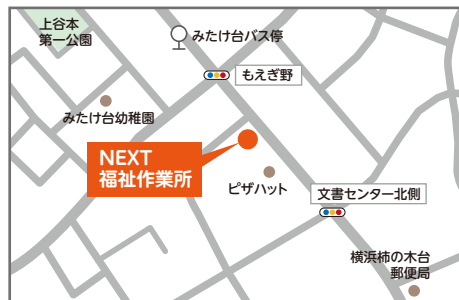 上谷本
第一公園
みたけ台バス停
もえぎ野
みたけ台幼稚園
NEXT
福祉作業所
ピザハット
文書センター北側
横浜柿の木台
郵便局